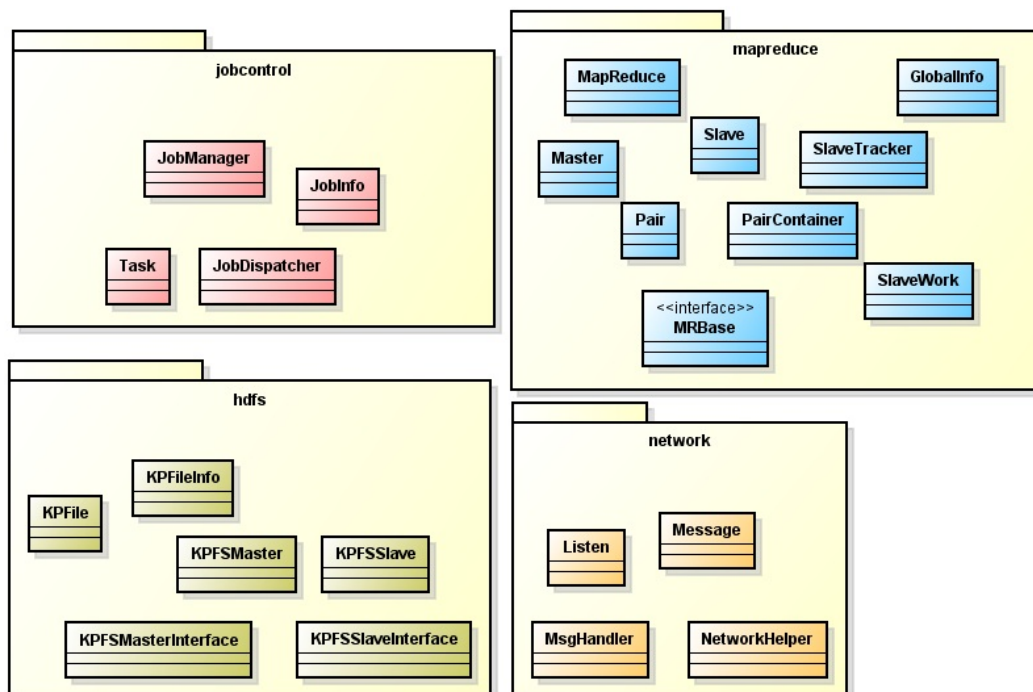 jobcontrol
JobManager
JobInfo
Task
JobDispatcher
mapreduce
MapReduce
GlobalInfo
Slave
Master
SlaveTracker
Pair
PairContainer
SlaveWork
<<interface>>
MRBase
hdfs
KPFileInfo
KPFile
KPFSMaster
KPFSSlave
KPFSMasterInterface
KPFSSlaveInterface
network
Listen
Message
MsgHandler
NetworkHelper